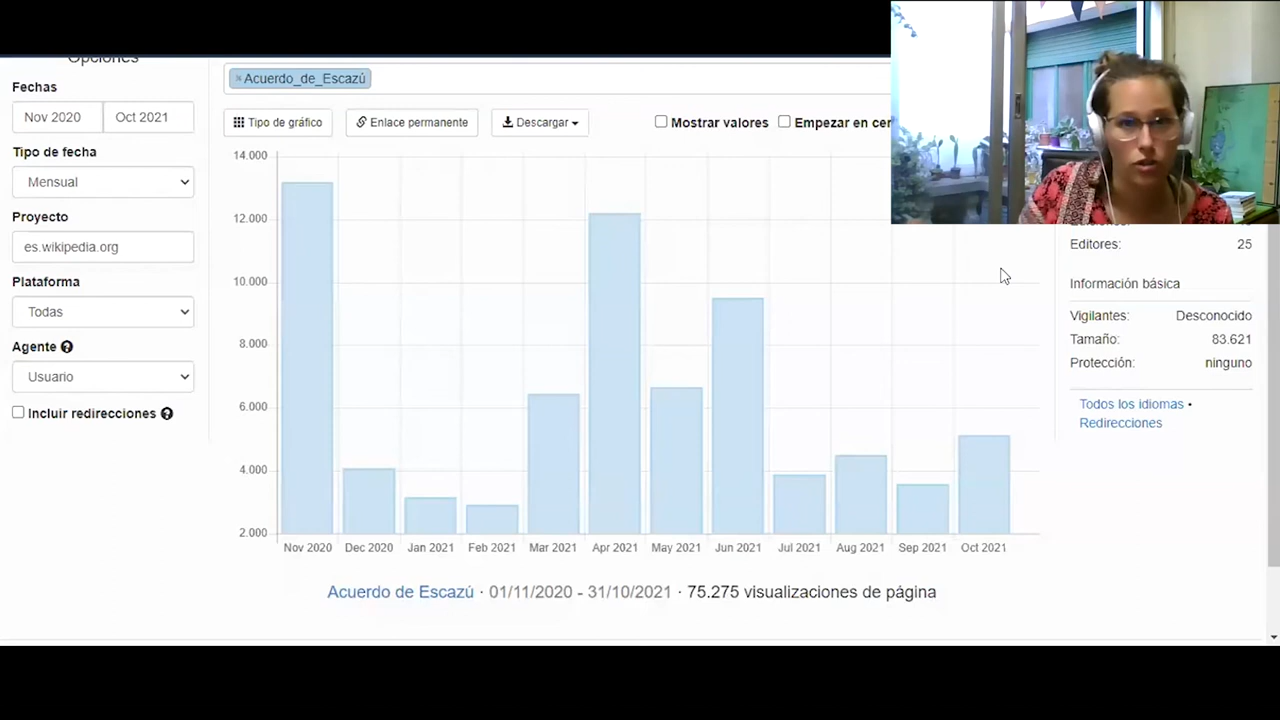 Opciones
Fechas
Nov 2020
Oct 2021
Tipo de fecha
Mensual
Proyecto
es.wikipedia.org
Plataforma
Todas
Agente
Usuario
Incluir redirecciones
× Acuerdo_de_Escazú
Tipo de gráfico
Enlace permanente
Descargar
Mostrar valores
Empezar en cer
14.000
12.000
10.000
8.000
6.000
4.000
2.000
Nov 2020
Dec 2020
Jan 2021
Feb 2021
Mar 2021
Apr 2021
May 2021
Jun 2021
Jul 2021
Aug 2021
Sep 2021
Oct 2021
Acuerdo de Escazú · 01/11/2020 - 31/10/2021 · 75.275 visualizaciones de página
Editores: 25
Información básica
Vigilantes: Desconocido
Tamaño: 83.621
Protección: ninguno
Todos los idiomas •
Redirecciones